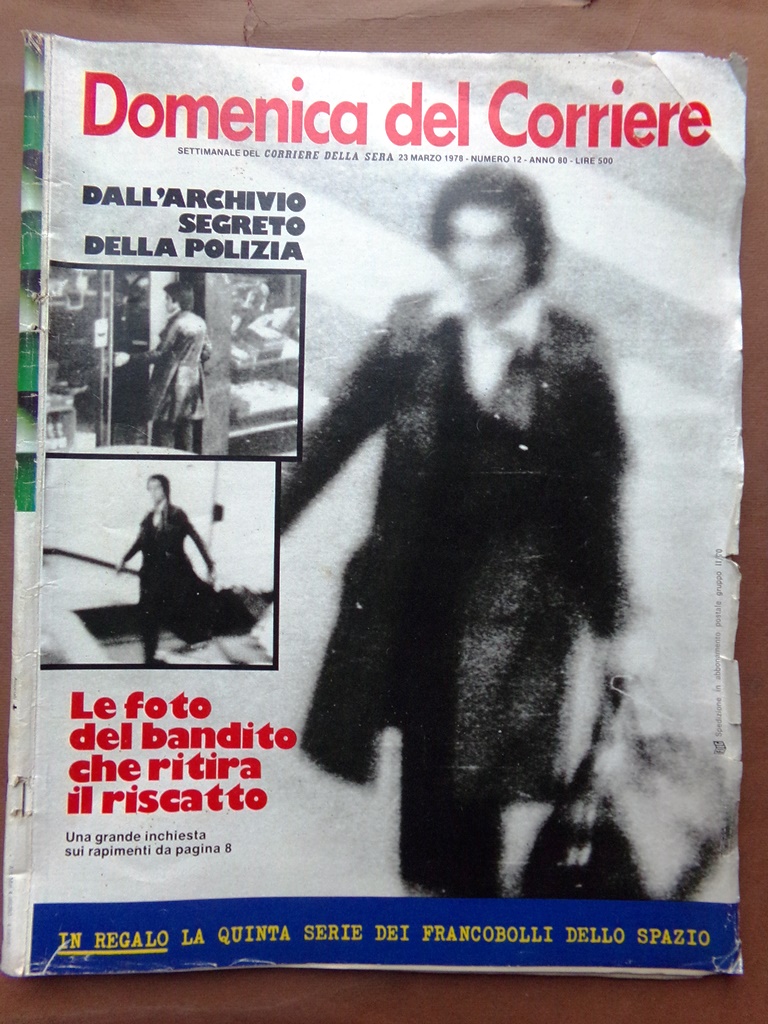 Domenica del Corriere
SETTIMANALE DEL CORRIERE DELLA SERA 23 MARZO 1978 - NUMERO 12 - ANNO 80 - LIRE 500
DALL'ARCHIVIO
SEGRETO
DELLA POLIZIA
Le foto
del bandito
che ritira
il riscatto
Una grande inchiesta
sui rapimenti da pagina 8
Spedizione in abbonamento postale gruppo II/70
IN REGALO LA QUINTA SERIE DEI FRANCOBOLLI DELLO SPAZIO